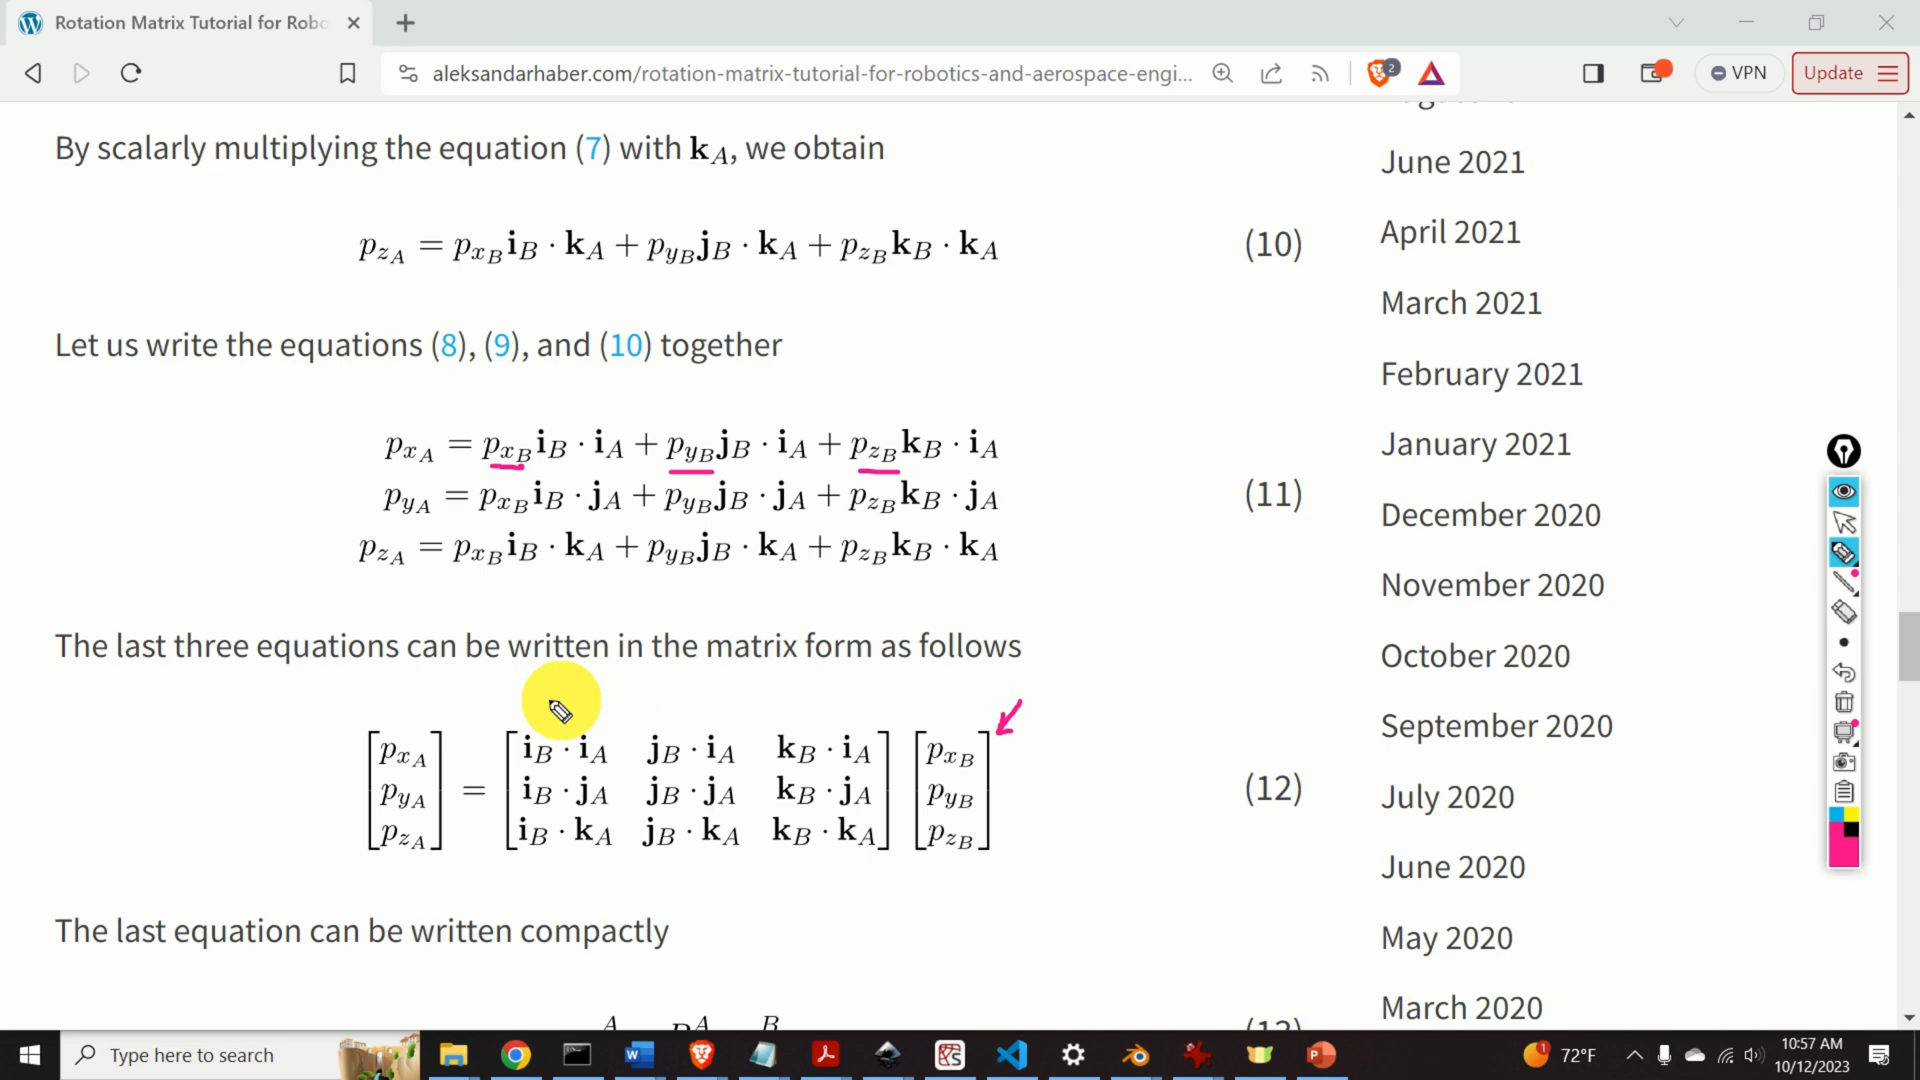 Rotation Matrix Tutorial for Rob
aleksandarhaber.com/rotation-matrix-tutorial-for-robotics-and-aerospace-engi...
2
VPN
Update
By scalarly multiplying the equation (7) with k_A, we obtain
p_{z_A} = p_{x_B} i_B · k_A + p_{y_B} j_B · k_A + p_{z_B} k_B · k_A (10)
Let us write the equations (8), (9), and (10) together
p_{x_A} = p_{x_B} i_B · i_A + p_{y_B} j_B · i_A + p_{z_B} k_B · i_A
p_{y_A} = p_{x_B} i_B · j_A + p_{y_B} j_B · j_A + p_{z_B} k_B · j_A (11)
p_{z_A} = p_{x_B} i_B · k_A + p_{y_B} j_B · k_A + p_{z_B} k_B · k_A
The last three equations can be written in the matrix form as follows
[p_{x_A}] [i_B · i_A j_B · i_A k_B · i_A] [p_{x_B}]
[p_{y_A}] = [i_B · j_A j_B · j_A k_B · j_A] [p_{y_B}] (12)
[p_{z_A}] [i_B · k_A j_B · k_A k_B · k_A] [p_{z_B}]
The last equation can be written compactly
June 2021
April 2021
March 2021
February 2021
January 2021
December 2020
November 2020
October 2020
September 2020
July 2020
June 2020
May 2020
March 2020
Type here to search
1
72°F
10:57 AM
10/12/2023